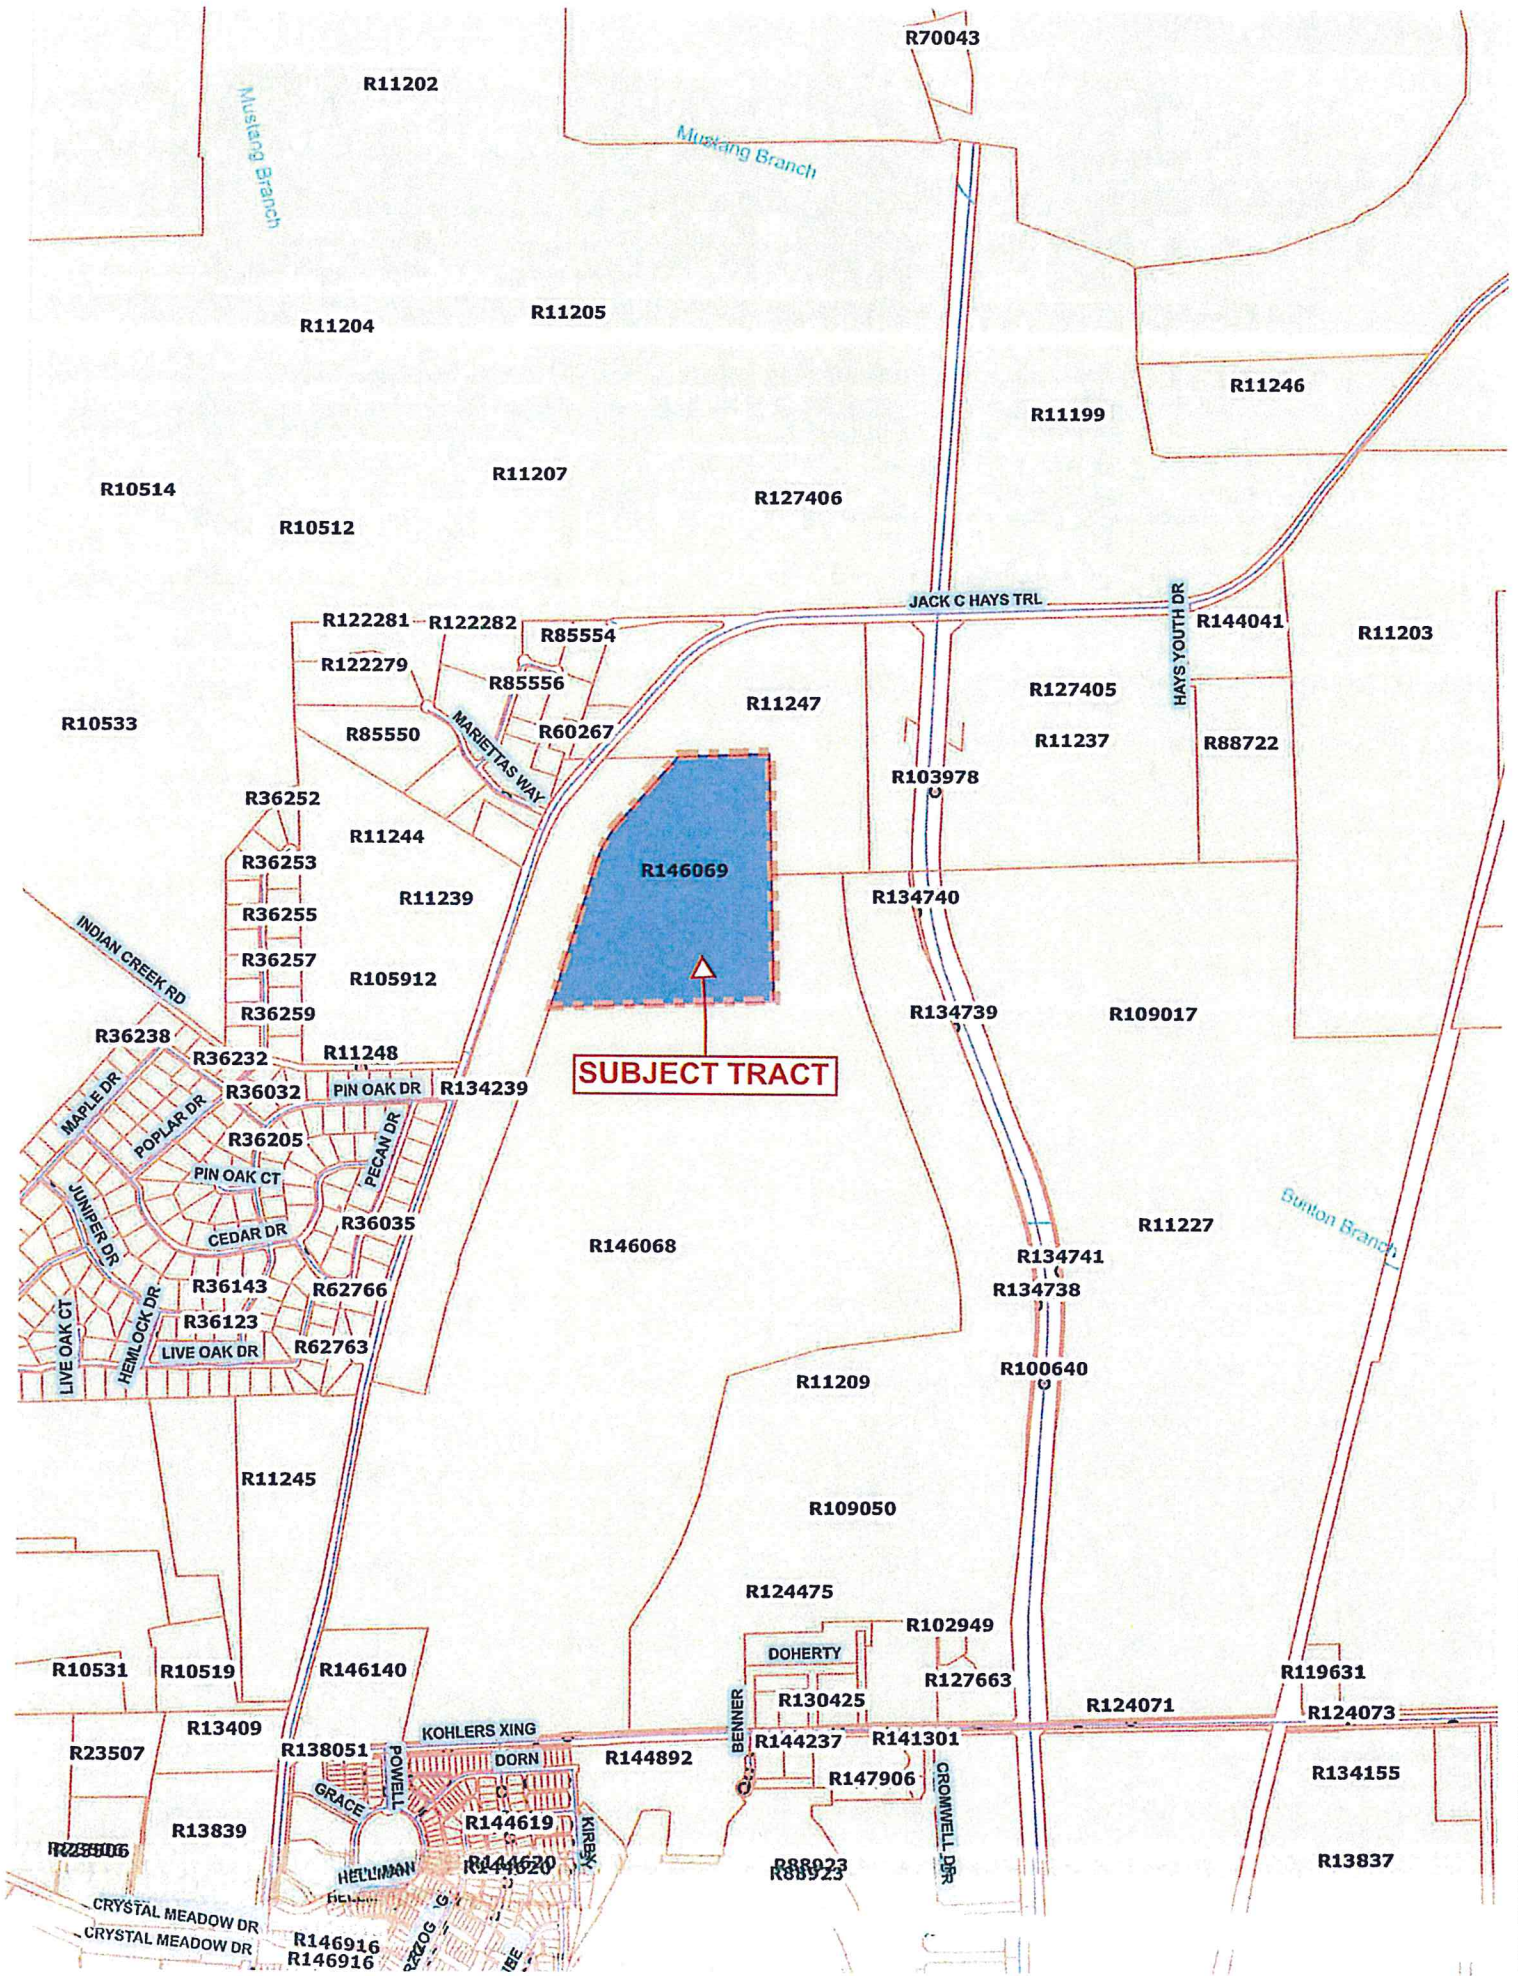 R70043
R11202
Mustang Branch
Mustang Branch
R11205
R11204
R11246
R11199
R11207
R10514
R127406
R10512
JACK C HAYS TRL
HAYS YOUTH DR
R122281
R122282
R85554
R144041
R11203
R122279
R85556
R127405
R11247
R10533
R85550
MARIETTAS WAY
R60267
R11237
R88722
R103978
R36252
R11244
R36253
R146069
R11239
R134740
R36255
INDIAN CREEK RD
R36257
R105912
R36259
R134739
R109017
R36238
R36232
R11248
SUBJECT TRACT
R36032
PIN OAK DR
R134239
MAPLE DR
POPLAR DR
R36205
PECAN DR
PIN OAK CT
JUNIPER DR
R36035
CEDAR DR
R146068
R11227
Bunton Branch
R134741
R36143
R62766
R134738
HEMLOCK DR
R36123
LIVE OAK CT
LIVE OAK DR
R62763
R100640
R11209
R11245
R109050
R124475
R102949
DOHERTY
R10531
R10519
R146140
R127663
R119631
R130425
R124071
R124073
BENNER
R13409
KOHLERS XING
R23507
R138051
POWELL
DORN
R144892
R144237
R141301
R147906
R134155
GRACE
CROMWELL DR
R144619
KIRBY
R13839
R23506
HELLMAN
R144620
R88923
R88923
R13837
CRYSTAL MEADOW DR
CRYSTAL MEADOW DR
R146916
R146916